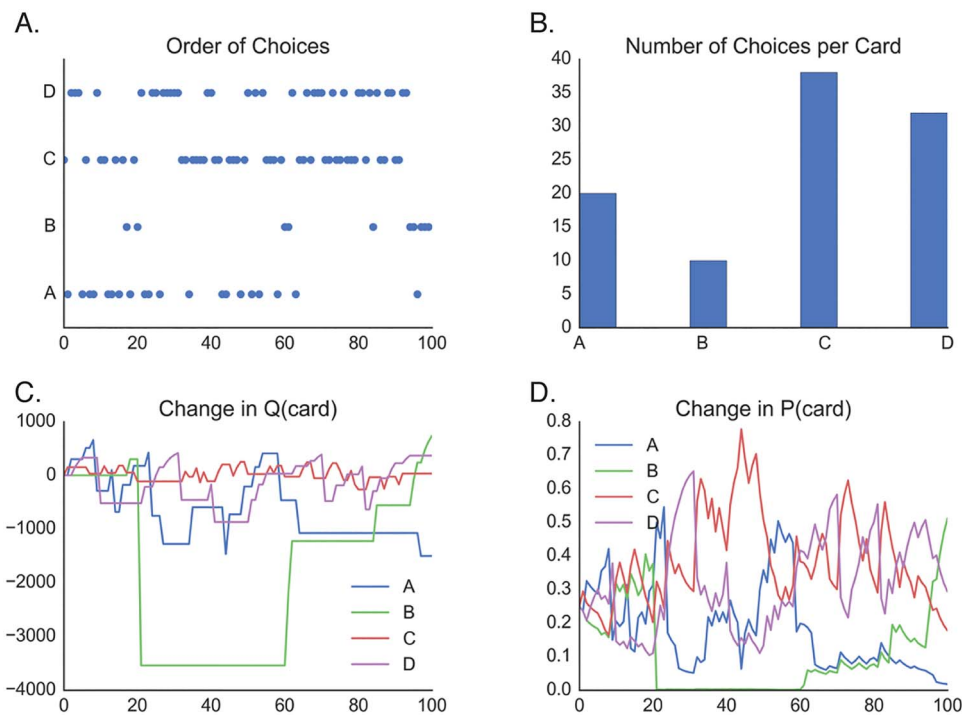 A.
Order of Choices
D
C
B
A
0 20 40 60 80 100
B.
Number of Choices per Card
40
35
30
25
20
15
10
5
0
A B C D
C.
Change in Q(card)
1000
0
−1000
−2000
−3000
−4000
A
B
C
D
0 20 40 60 80 100
D.
Change in P(card)
0.8
0.7
0.6
0.5
0.4
0.3
0.2
0.1
0.0
A
B
C
D
0 20 40 60 80 100